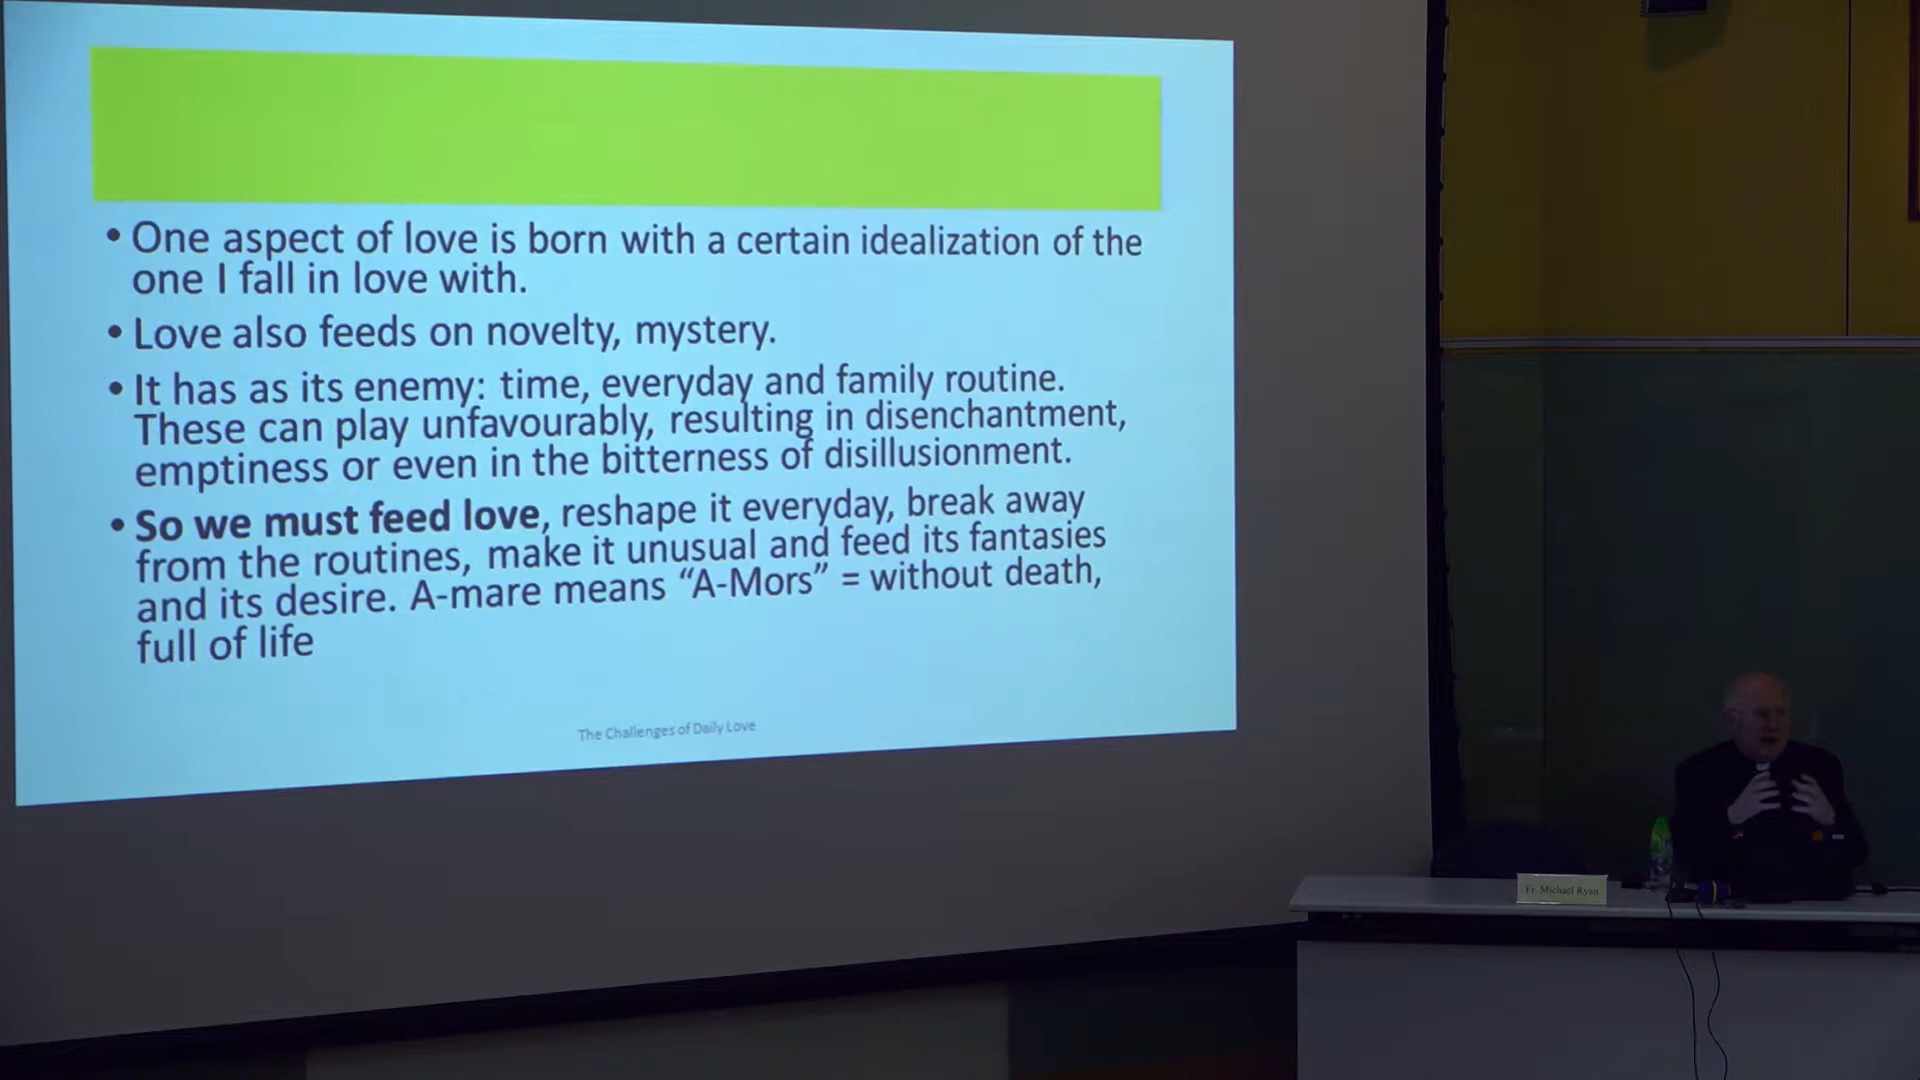 • One aspect of love is born with a certain idealization of the
one I fall in love with.
• Love also feeds on novelty, mystery.
• It has as its enemy: time, everyday and family routine.
These can play unfavourably, resulting in disenchantment,
emptiness or even in the bitterness of disillusionment.
• So we must feed love, reshape it everyday, break away
from the routines, make it unusual and feed its fantasies
and its desire. A-mare means “A-Mors” = without death,
full of life
The Challenges of Daily Love
Fr. Michael Ryan